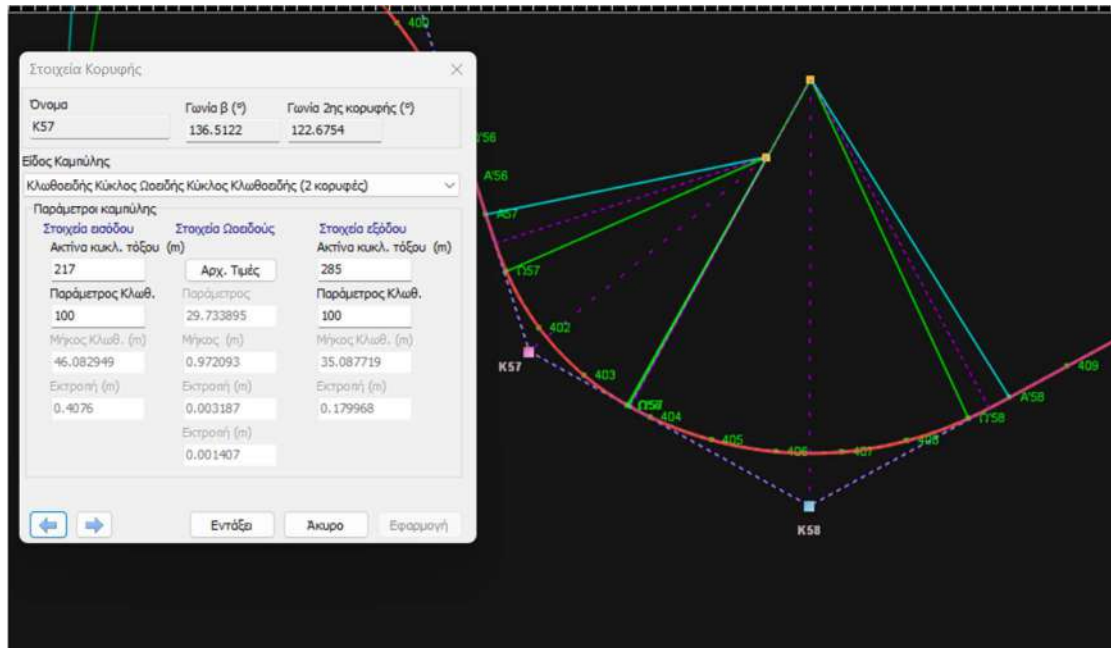 Στοιχεία Κορυφής
Όνομα
Γωνία β (°)
Γωνία 2ης κορυφής (°)
K57
136.5122
122.6754
Είδος Καμπύλης
Κλωθοειδής Κύκλος Ωοειδής Κύκλος Κλωθοειδής (2 κορυφές)
Παράμετροι καμπύλης
Στοιχεία εισόδου
Στοιχεία Ωοειδούς
Στοιχεία εξόδου
Ακτίνα κυκλ. τόξου (m)
Ακτίνα κυκλ. τόξου (m)
217
Αρχ. Τιμές
285
Παράμετρος Κλωθ.
Παράμετρος
Παράμετρος Κλωθ.
100
29.733895
100
Μήκος Κλωθ. (m)
Μήκος (m)
Μήκος Κλωθ. (m)
46.082949
0.972093
35.087719
Εκτροπή (m)
Εκτροπή (m)
Εκτροπή (m)
0.4076
0.003187
0.179968
Εκτροπή (m)
0.001407
Εντάξει
Άκυρο
Εφαρμογή
400
Α'56
Α57
Ω57
402
K57
403
404
405
406
407
408
Ω'58
Α'58
409
K58